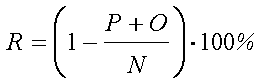 R = (1 − (P + O) / N) · 100%